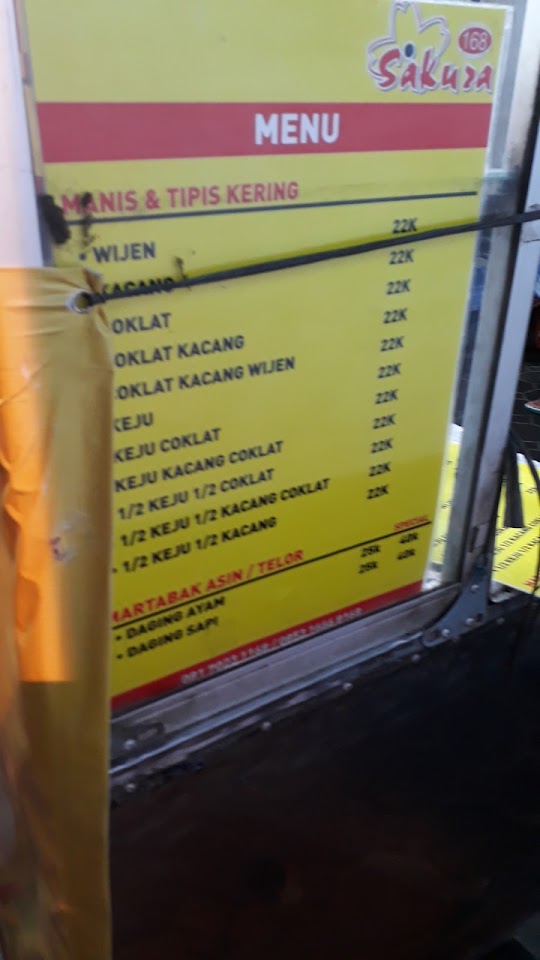 168
Sakura
MENU
MANIS & TIPIS KERING
• WIJEN 22K
KACANG 22K
OKLAT 22K
OKLAT KACANG 22K
OKLAT KACANG WIJEN 22K
KEJU 22K
KEJU COKLAT 22K
KEJU KACANG COKLAT 22K
1/2 KEJU 1/2 COKLAT 22K
1/2 KEJU 1/2 KACANG COKLAT 22K
• 1/2 KEJU 1/2 KACANG 22K
MARTABAK ASIN / TELOR SPECIAL
• DAGING AYAM 25k 40k
• DAGING SAPI 25k 40k